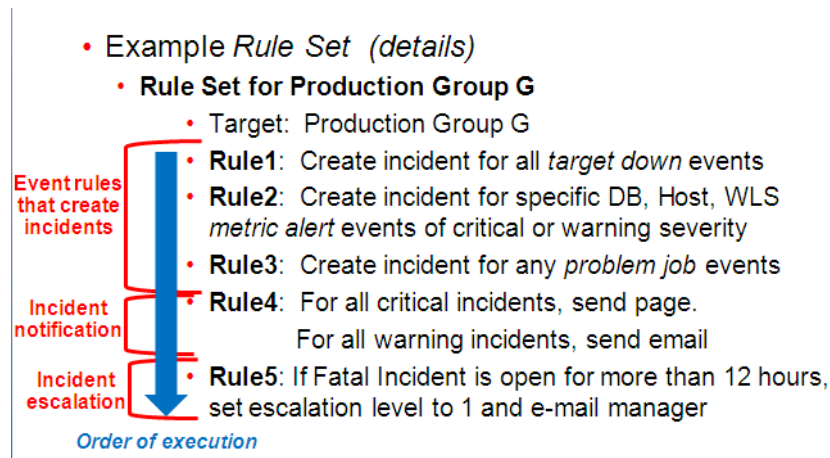 • Example Rule Set (details)
• Rule Set for Production Group G
• Target: Production Group G
• Rule1: Create incident for all target down events
• Rule2: Create incident for specific DB, Host, WLS
metric alert events of critical or warning severity
• Rule3: Create incident for any problem job events
• Rule4: For all critical incidents, send page.
For all warning incidents, send email
• Rule5: If Fatal Incident is open for more than 12 hours,
set escalation level to 1 and e-mail manager
Event rules
that create
incidents
Incident
notification
Incident
escalation
Order of execution